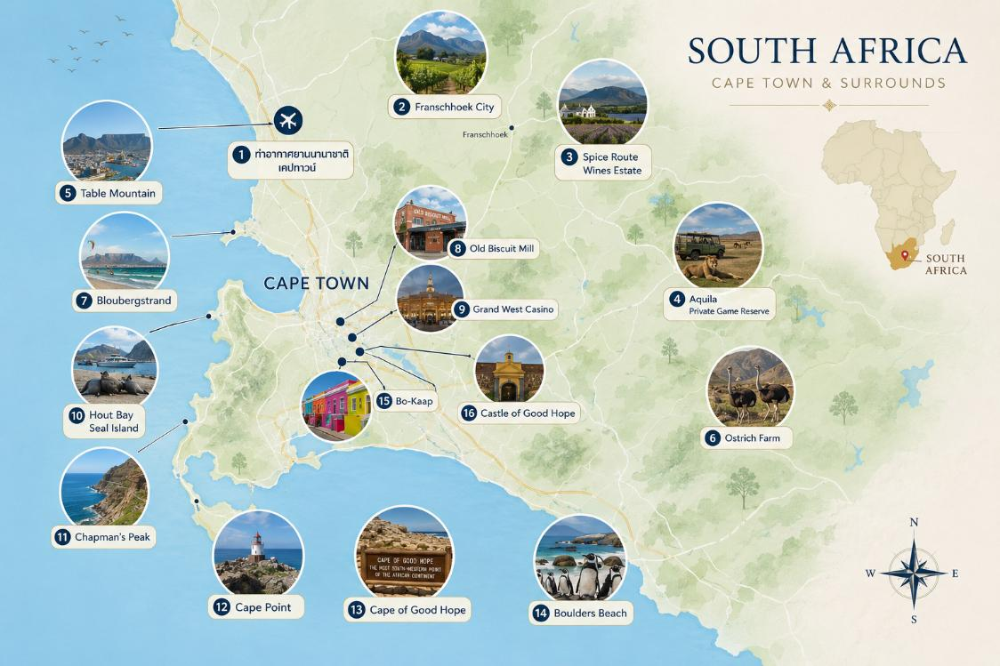 SOUTH AFRICA
CAPE TOWN & SURROUNDS
2 Franschhoek City
Franschhoek
3 Spice Route
Wines Estate
1 ท่าอากาศยานนานาชาติ
เคปทาวน์
5 Table Mountain
OLD BISCUIT MILL
8 Old Biscuit Mill
7 Bloubergstrand
CAPE TOWN
9 Grand West Casino
4 Aquila
Private Game Reserve
SOUTH
AFRICA
10 Hout Bay
Seal Island
15 Bo-Kaap
16 Castle of Good Hope
6 Ostrich Farm
11 Chapman's Peak
12 Cape Point
CAPE OF GOOD HOPE
THE MOST SOUTH-WESTERN POINT
OF THE AFRICAN CONTINENT
13 Cape of Good Hope
14 Boulders Beach
N
W E
S